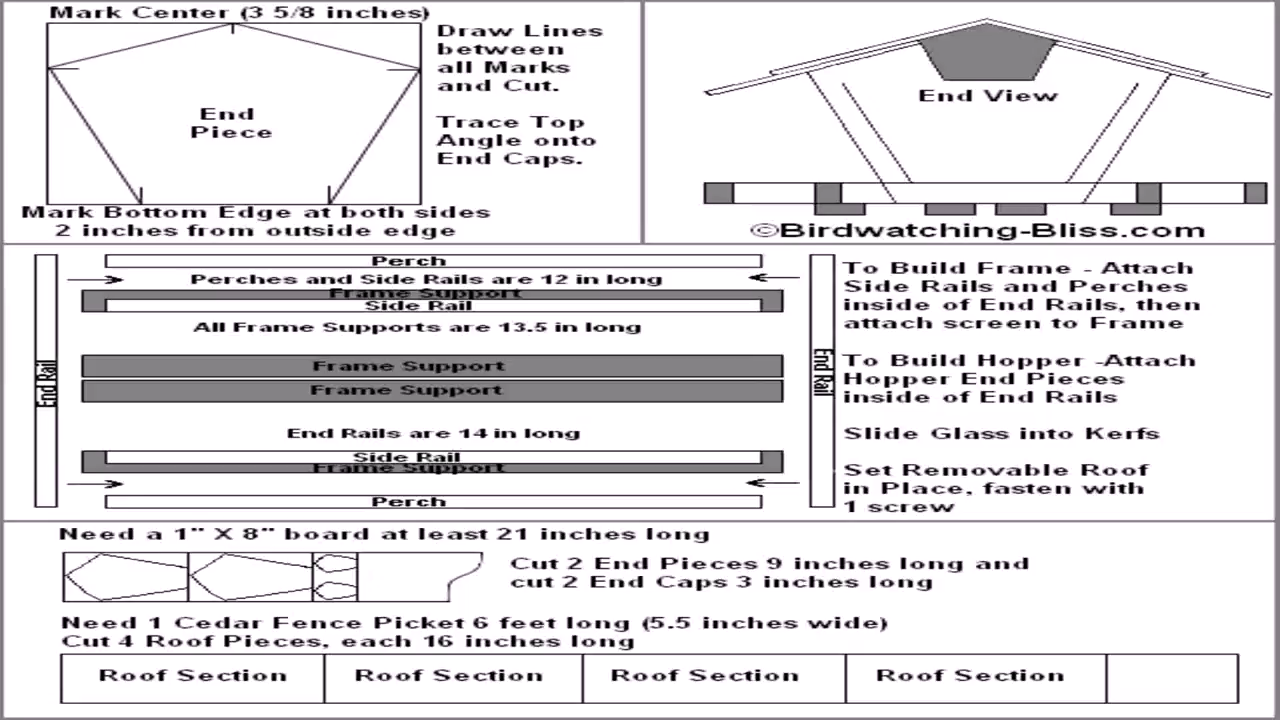 Mark Center (3 5/8 inches)
Draw Lines
between
all Marks
and Cut.
Trace Top
Angle onto
End Caps.
End
Piece
Mark Bottom Edge at both sides
2 inches from outside edge
End View
©Birdwatching-Bliss.com
Perch
Perches and Side Rails are 12 in long
Frame Support
Side Rail
All Frame Supports are 13.5 in long
Frame Support
Frame Support
End Rail
End Rail
End Rails are 14 in long
Side Rail
Frame Support
Perch
To Build Frame - Attach
Side Rails and Perches
inside of End Rails, then
attach screen to Frame
To Build Hopper -Attach
Hopper End Pieces
inside of End Rails
Slide Glass into Kerfs
Set Removable Roof
in Place, fasten with
1 screw
Need a 1" X 8" board at least 21 inches long
Cut 2 End Pieces 9 inches long and
cut 2 End Caps 3 inches long
Need 1 Cedar Fence Picket 6 feet long (5.5 inches wide)
Cut 4 Roof Pieces, each 16 inches long
Roof Section
Roof Section
Roof Section
Roof Section